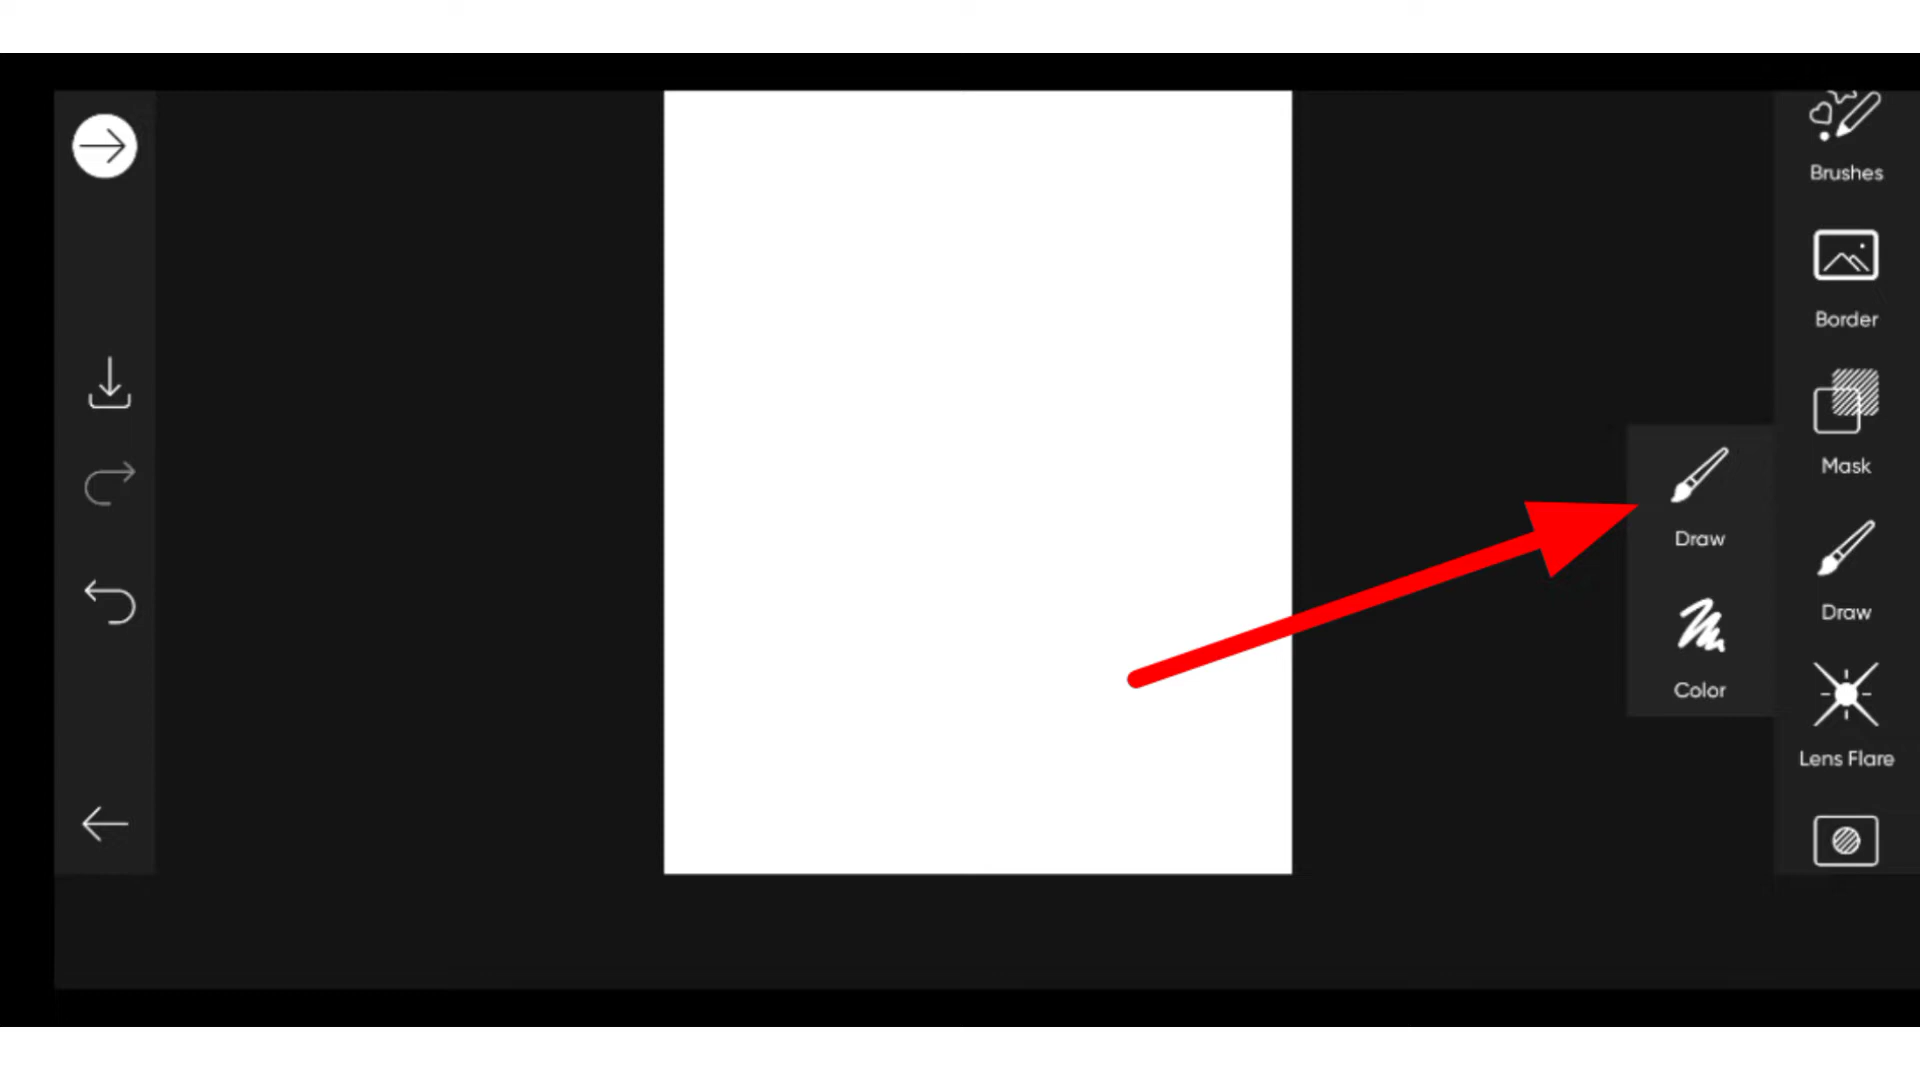 Brushes
Border
Mask
Draw
Draw
Color
Lens Flare